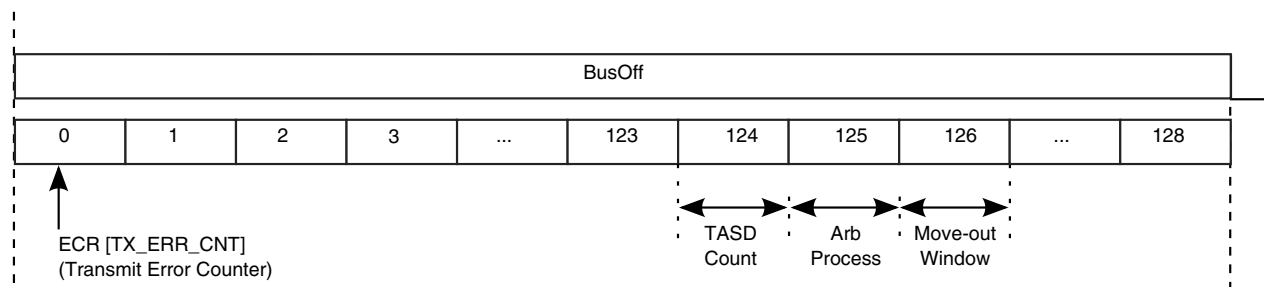 BusOff
0 1 2 3 ... 123 124 125 126 ... 128
ECR [TX_ERR_CNT]
(Transmit Error Counter)
TASD
Count
Arb
Process
Move-out
Window